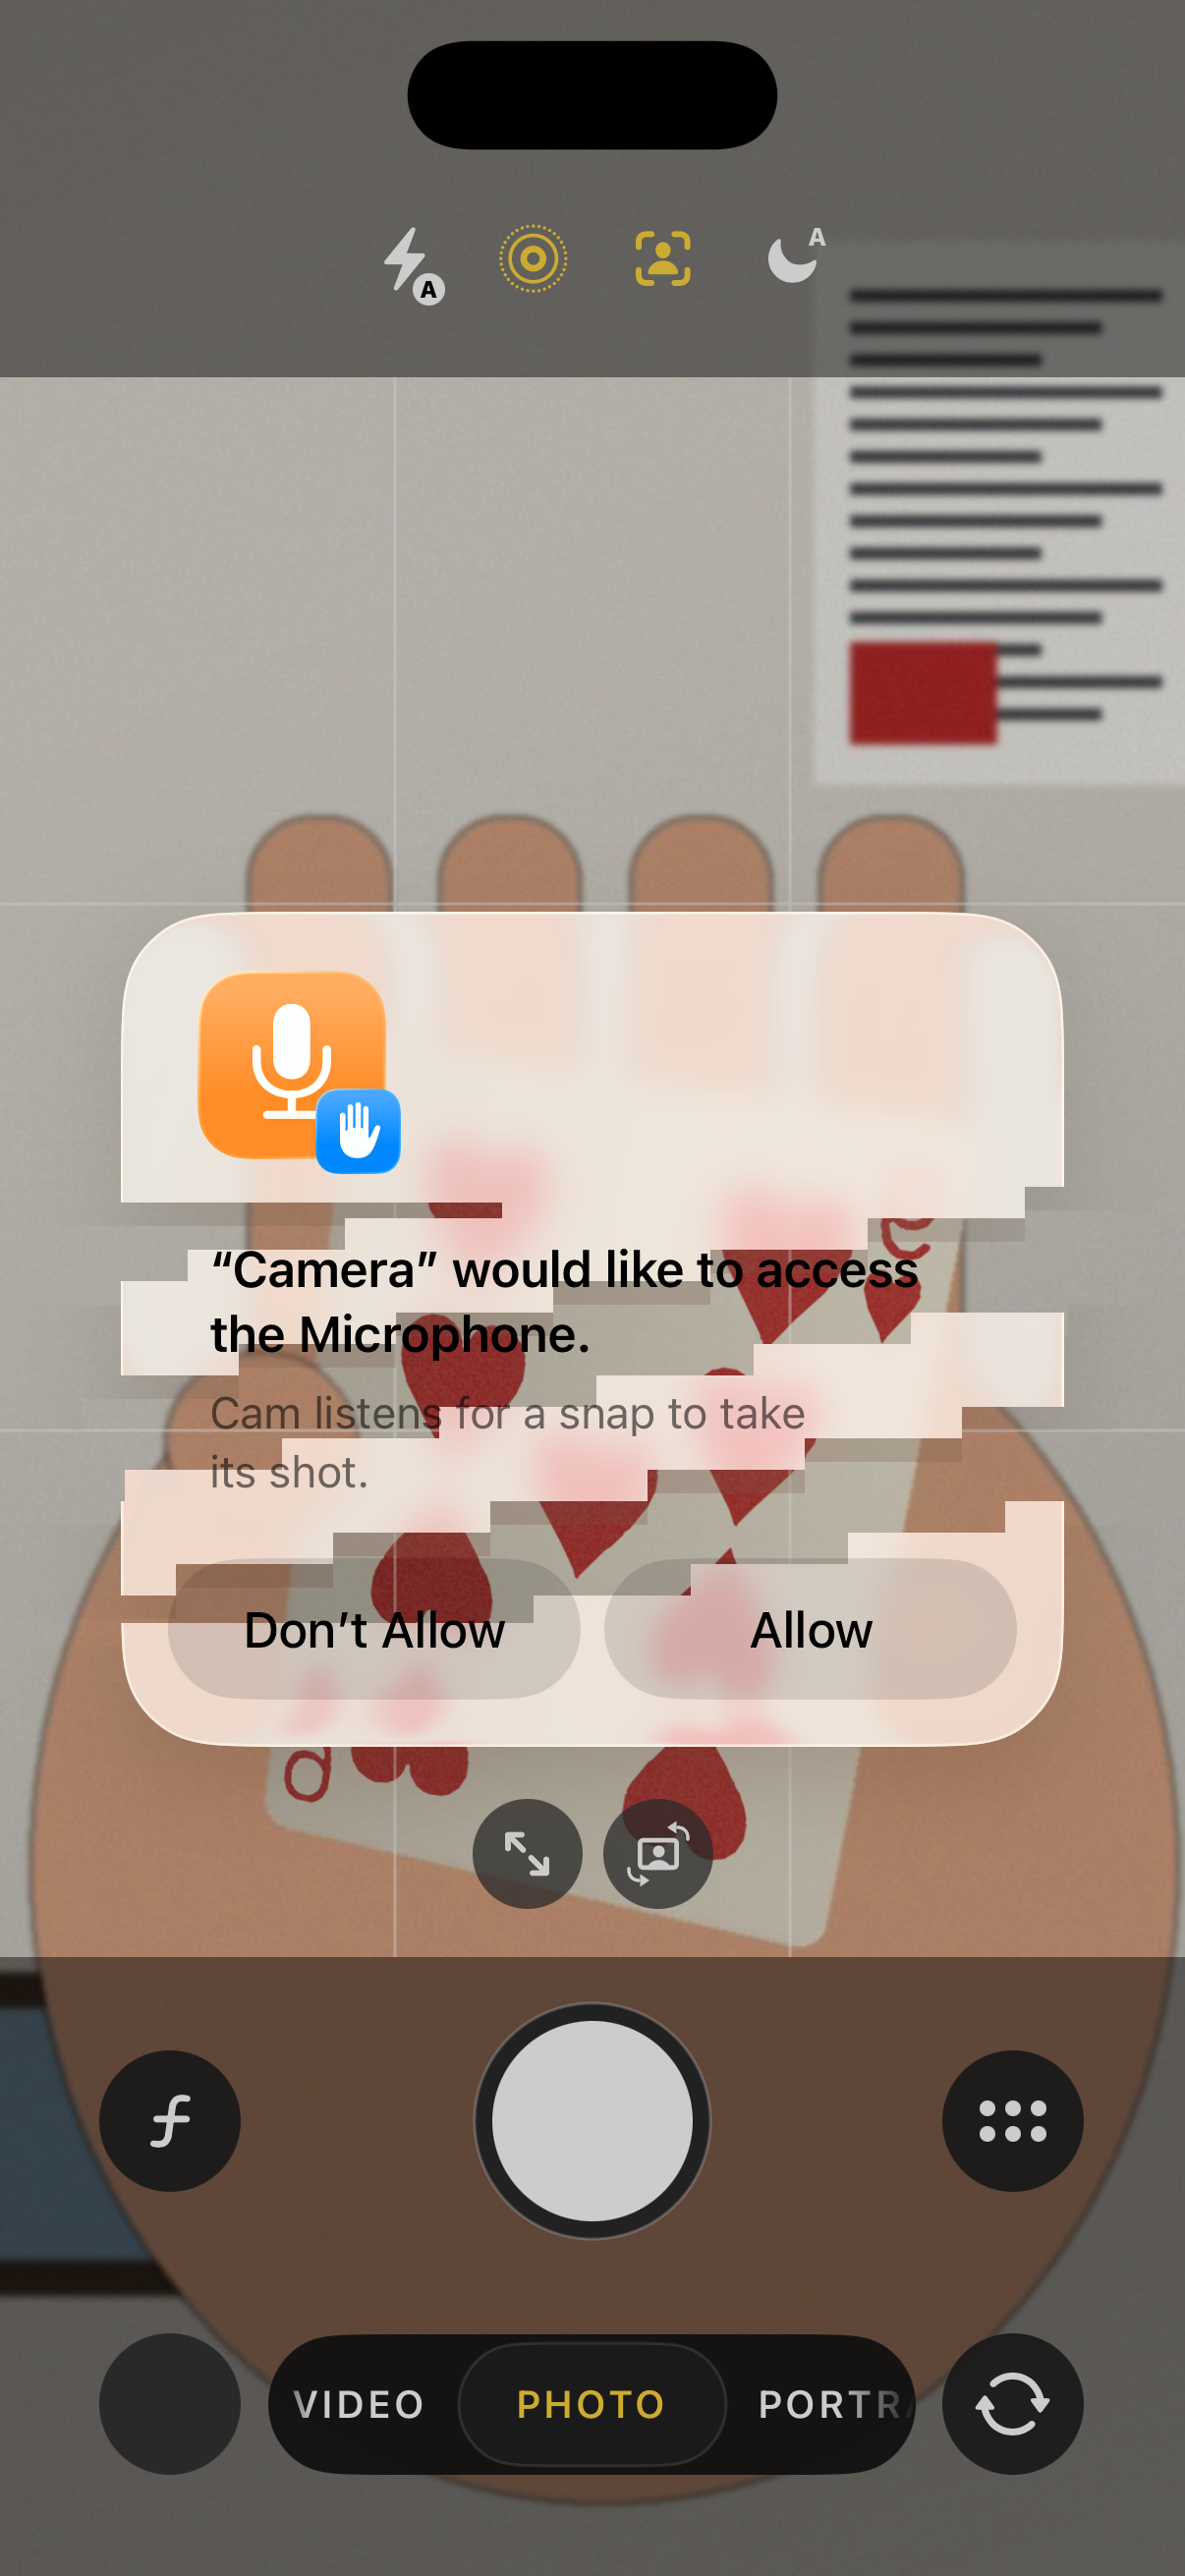 A
A
“Camera” would like to access
the Microphone.
Cam listens for a snap to take
its shot.
Don’t Allow
Allow
VIDEO
PHOTO